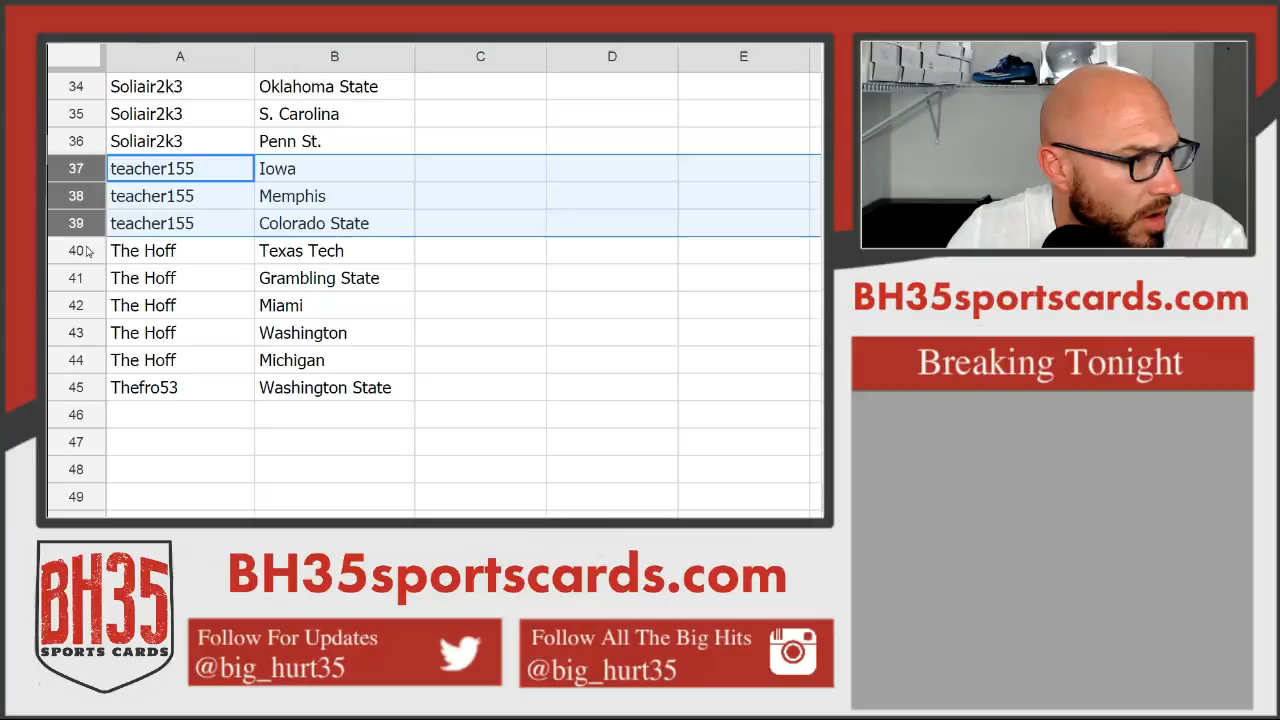 A B C D E
34 Soliair2k3 Oklahoma State
35 Soliair2k3 S. Carolina
36 Soliair2k3 Penn St.
37 teacher155 Iowa
38 teacher155 Memphis
39 teacher155 Colorado State
40 The Hoff Texas Tech
41 The Hoff Grambling State
42 The Hoff Miami
43 The Hoff Washington
44 The Hoff Michigan
45 Thefro53 Washington State
46
47
48
49
BH35sportscards.com
Breaking Tonight
BH35
SPORTS CARDS
BH35sportscards.com
Follow For Updates
@big_hurt35
Follow All The Big Hits
@big_hurt35